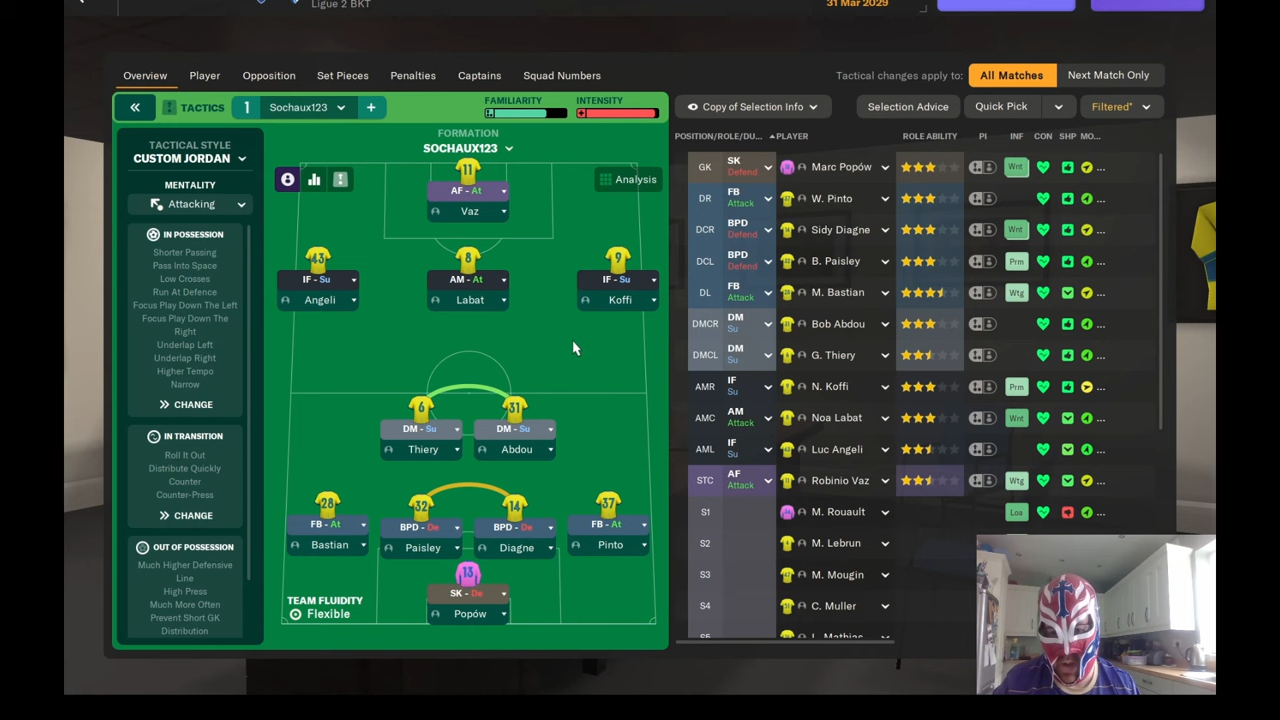 Ligue 2 BKT
31 Mar 2029
Overview
Player
Opposition
Set Pieces
Penalties
Captains
Squad Numbers
Tactical changes apply to:
All Matches
Next Match Only
TACTICS
1
Sochaux123
+
FAMILIARITY
INTENSITY
Copy of Selection Info
Selection Advice
Quick Pick
Filtered*
TACTICAL STYLE
CUSTOM JORDAN
MENTALITY
Attacking
IN POSSESSION
Shorter Passing
Pass Into Space
Low Crosses
Run At Defence
Focus Play Down The Left
Focus Play Down The
Right
Underlap Left
Underlap Right
Higher Tempo
Narrow
CHANGE
IN TRANSITION
Roll It Out
Distribute Quickly
Counter
Counter-Press
CHANGE
OUT OF POSSESSION
Much Higher Defensive
Line
High Press
Much More Often
Prevent Short GK
Distribution
FORMATION
SOCHAUX123
Analysis
11
AF - At
Vaz
43
IF - Su
Angeli
8
AM - At
Labat
9
IF - Su
Koffi
6
DM - Su
Thiery
31
DM - Su
Abdou
28
FB - At
Bastian
32
BPD - De
Paisley
14
BPD - De
Diagne
37
FB - At
Pinto
13
SK - De
Popów
TEAM FLUIDITY
Flexible
POSITION/ROLE/DU... PLAYER ROLE ABILITY PI INF CON SHP MO...
GK SK Defend Marc Popów Wnt ...
DR FB Attack W. Pinto ...
DCR BPD Defend Sidy Diagne Wnt ...
DCL BPD Defend B. Paisley Prm ...
DL FB Attack M. Bastian Wtg ...
DMCR DM Su Bob Abdou ...
DMCL DM Su G. Thiery ...
AMR IF Su N. Koffi Prm ...
AMC AM Attack Noa Labat Wnt ...
AML IF Su Luc Angeli ...
STC AF Attack Robinio Vaz Wtg ...
S1 M. Rouault Loa ...
S2 M. Lebrun
S3 M. Mougin
S4 C. Muller
S5 L. Mathias